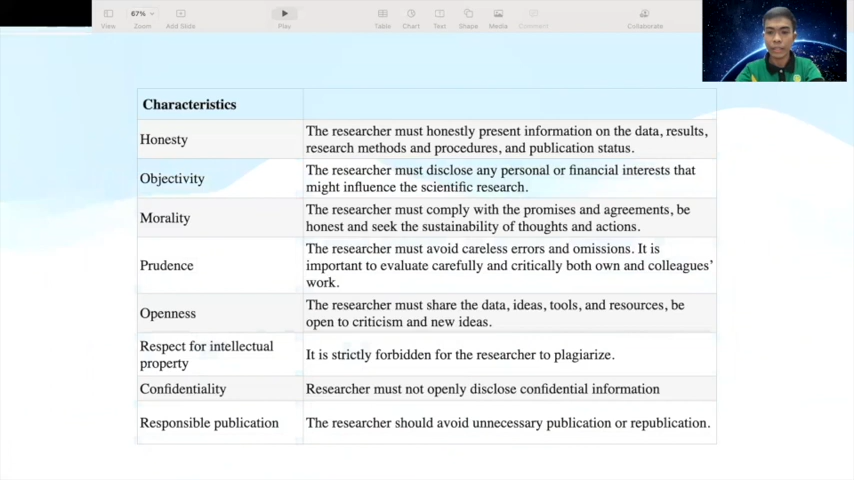 67%
View
Zoom
Add Slide
Play
Table
Chart
Text
Shape
Media
Comment
Collaborate
Characteristics
Honesty
The researcher must honestly present information on the data, results,
research methods and procedures, and publication status.
Objectivity
The researcher must disclose any personal or financial interests that
might influence the scientific research.
Morality
The researcher must comply with the promises and agreements, be
honest and seek the sustainability of thoughts and actions.
Prudence
The researcher must avoid careless errors and omissions. It is
important to evaluate carefully and critically both own and colleagues’
work.
Openness
The researcher must share the data, ideas, tools, and resources, be
open to criticism and new ideas.
Respect for intellectual
property
It is strictly forbidden for the researcher to plagiarize.
Confidentiality
Researcher must not openly disclose confidential information
Responsible publication
The researcher should avoid unnecessary publication or republication.